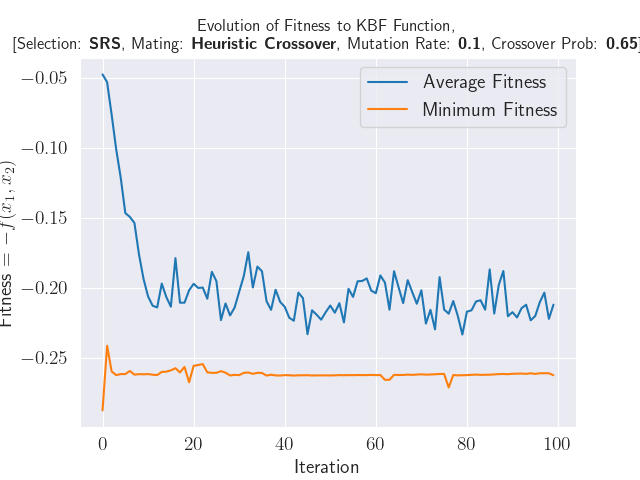 Evolution of Fitness to KBF Function,
[Selection: SRS, Mating: Heuristic Crossover, Mutation Rate: 0.1, Crossover Prob: 0.65]
Average Fitness
Minimum Fitness
Fitness = −f(x₁, x₂)
−0.05
−0.10
−0.15
−0.20
−0.25
0
20
40
60
80
100
Iteration